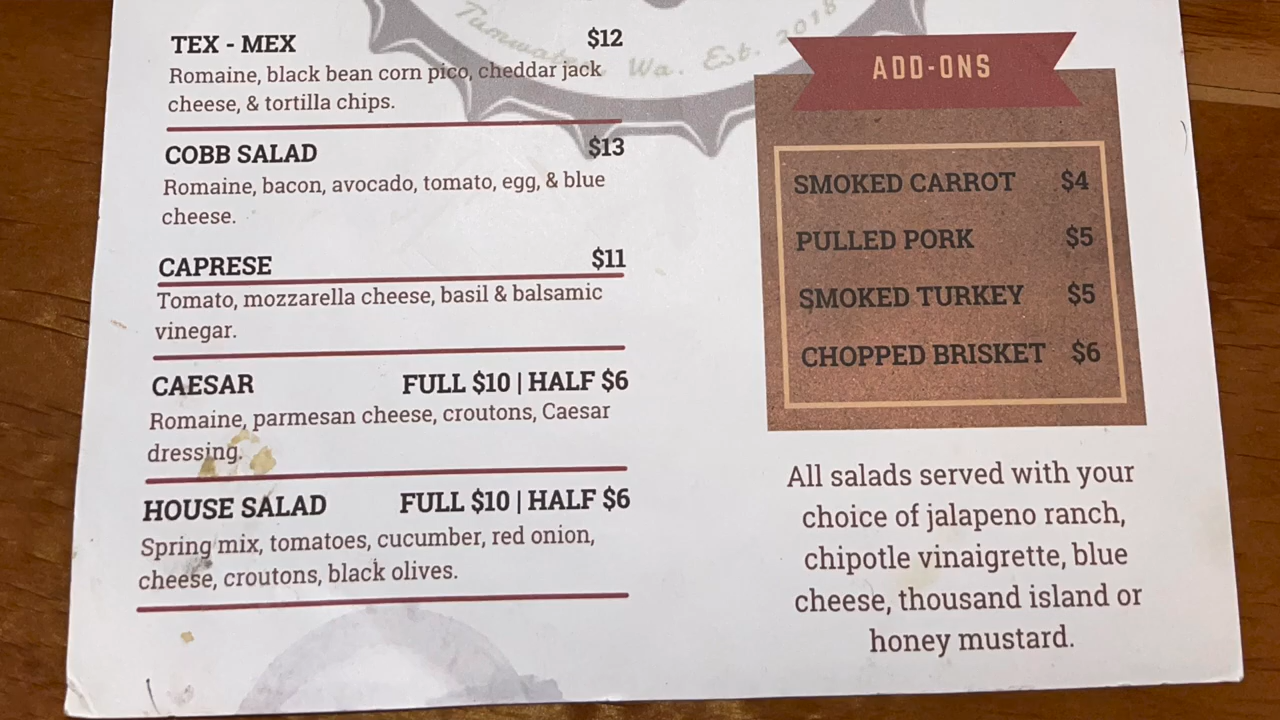 Tumwater, Wa. Est. 2018
TEX - MEX $12
Romaine, black bean corn pico, cheddar jack
cheese, & tortilla chips.
COBB SALAD $13
Romaine, bacon, avocado, tomato, egg, & blue
cheese.
CAPRESE $11
Tomato, mozzarella cheese, basil & balsamic
vinegar.
CAESAR FULL $10 | HALF $6
Romaine, parmesan cheese, croutons, Caesar
dressing.
HOUSE SALAD FULL $10 | HALF $6
Spring mix, tomatoes, cucumber, red onion,
cheese, croutons, black olives.
ADD-ONS
SMOKED CARROT $4
PULLED PORK $5
SMOKED TURKEY $5
CHOPPED BRISKET $6
All salads served with your
choice of jalapeno ranch,
chipotle vinaigrette, blue
cheese, thousand island or
honey mustard.